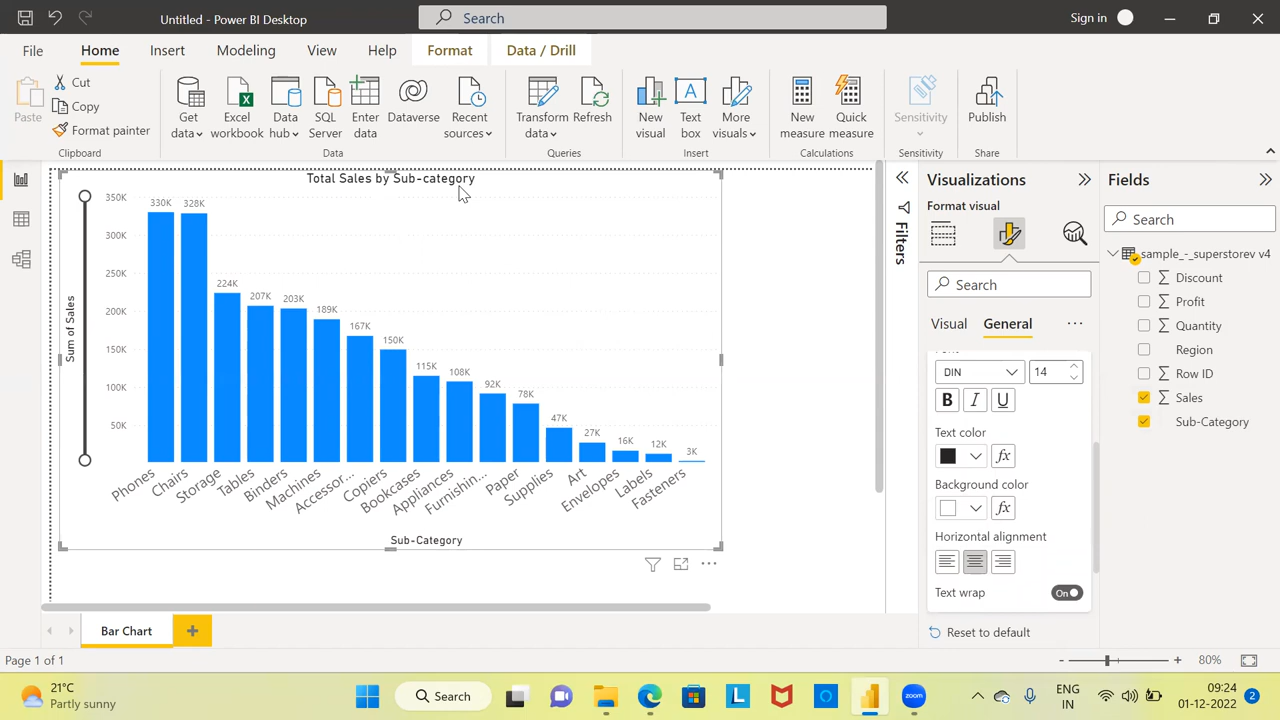 Untitled - Power BI Desktop
Search
Sign in
File
Home
Insert
Modeling
View
Help
Format
Data / Drill
Paste
Cut
Copy
Format painter
Clipboard
Get data
Excel workbook
Data hub
SQL Server
Enter data
Dataverse
Recent sources
Data
Transform data
Refresh
Queries
New visual
A
Text box
More visuals
Insert
New measure
Quick measure
Calculations
Sensitivity
Sensitivity
Publish
Share
Total Sales by Sub-category
350K
300K
250K
200K
150K
100K
50K
Sum of Sales
330K
328K
224K
207K
203K
189K
167K
150K
115K
108K
92K
78K
47K
27K
16K
12K
3K
Phones
Chairs
Storage
Tables
Binders
Machines
Accessor...
Copiers
Bookcases
Appliances
Furnishin...
Paper
Supplies
Art
Envelopes
Labels
Fasteners
Sub-Category
Filters
Visualizations
Format visual
Search
Visual
General
...
DIN
14
B
I
U
Text color
fx
Background color
fx
Horizontal alignment
Text wrap
On
Reset to default
Fields
Search
sample_-_superstorev4
Discount
Profit
Quantity
Region
Row ID
Sales
Sub-Category
Bar Chart
Page 1 of 1
- + 80%
21°C
Partly sunny
Search
L
zoom
ENG
IN
09:24
01-12-2022
2